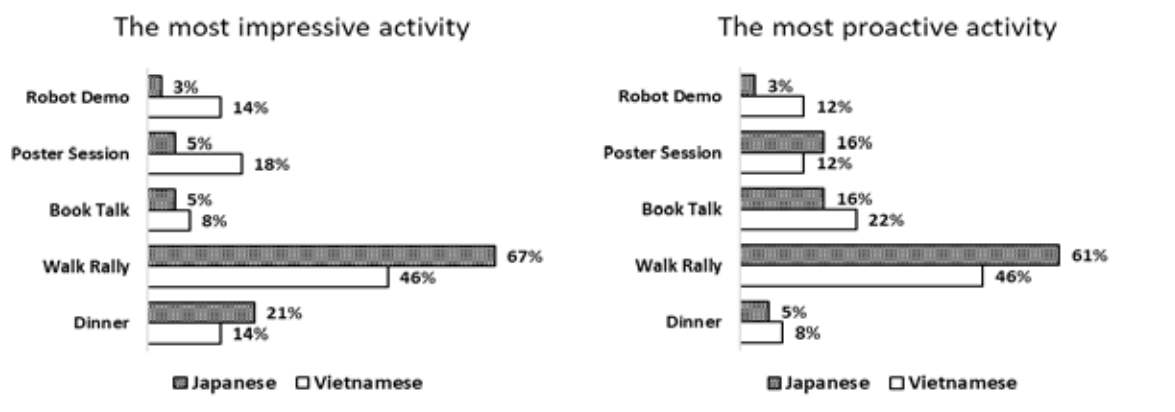 The most impressive activity
Robot Demo
3%
14%
Poster Session
5%
18%
Book Talk
5%
8%
Walk Rally
67%
46%
Dinner
21%
14%
Japanese Vietnamese
The most proactive activity
Robot Demo
3%
12%
Poster Session
16%
12%
Book Talk
16%
22%
Walk Rally
61%
46%
Dinner
5%
8%
Japanese Vietnamese